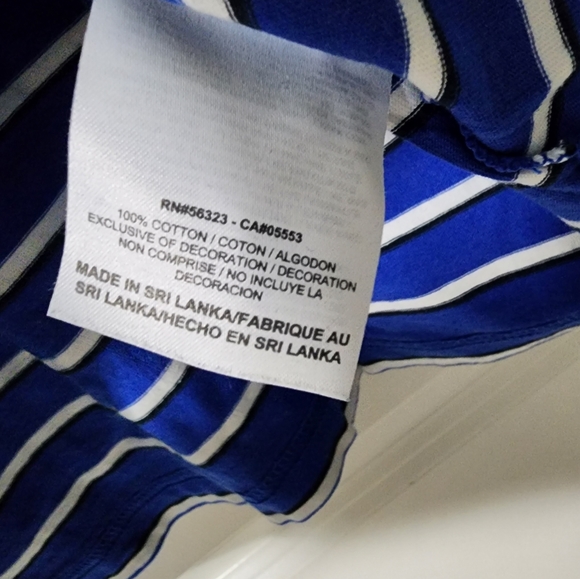 RN#56323 - CA#05553
100% COTTON / COTON / ALGODON
EXCLUSIVE OF DECORATION / DECORATION
NON COMPRISE / NO INCLUYE LA
DECORACION
MADE IN SRI LANKA/FABRIQUE AU
SRI LANKA/HECHO EN SRI LANKA